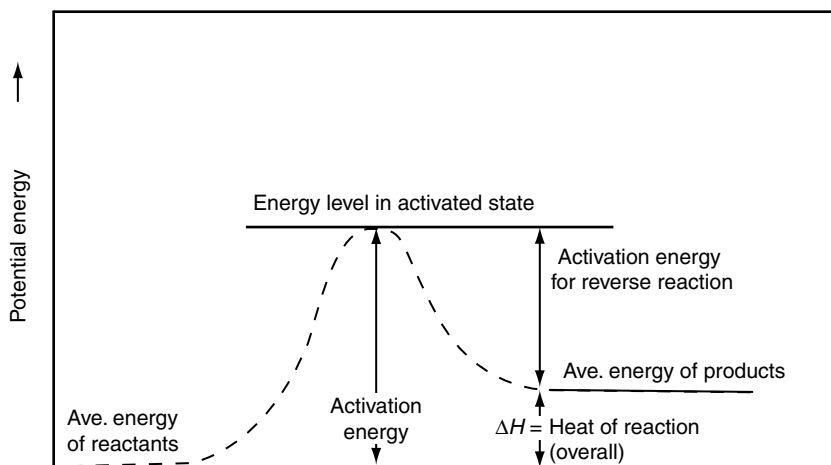 Potential energy
Energy level in activated state
Activation energy
for reverse reaction
Ave. energy of products
Ave. energy
of reactants
Activation
energy
ΔH = Heat of reaction
(overall)